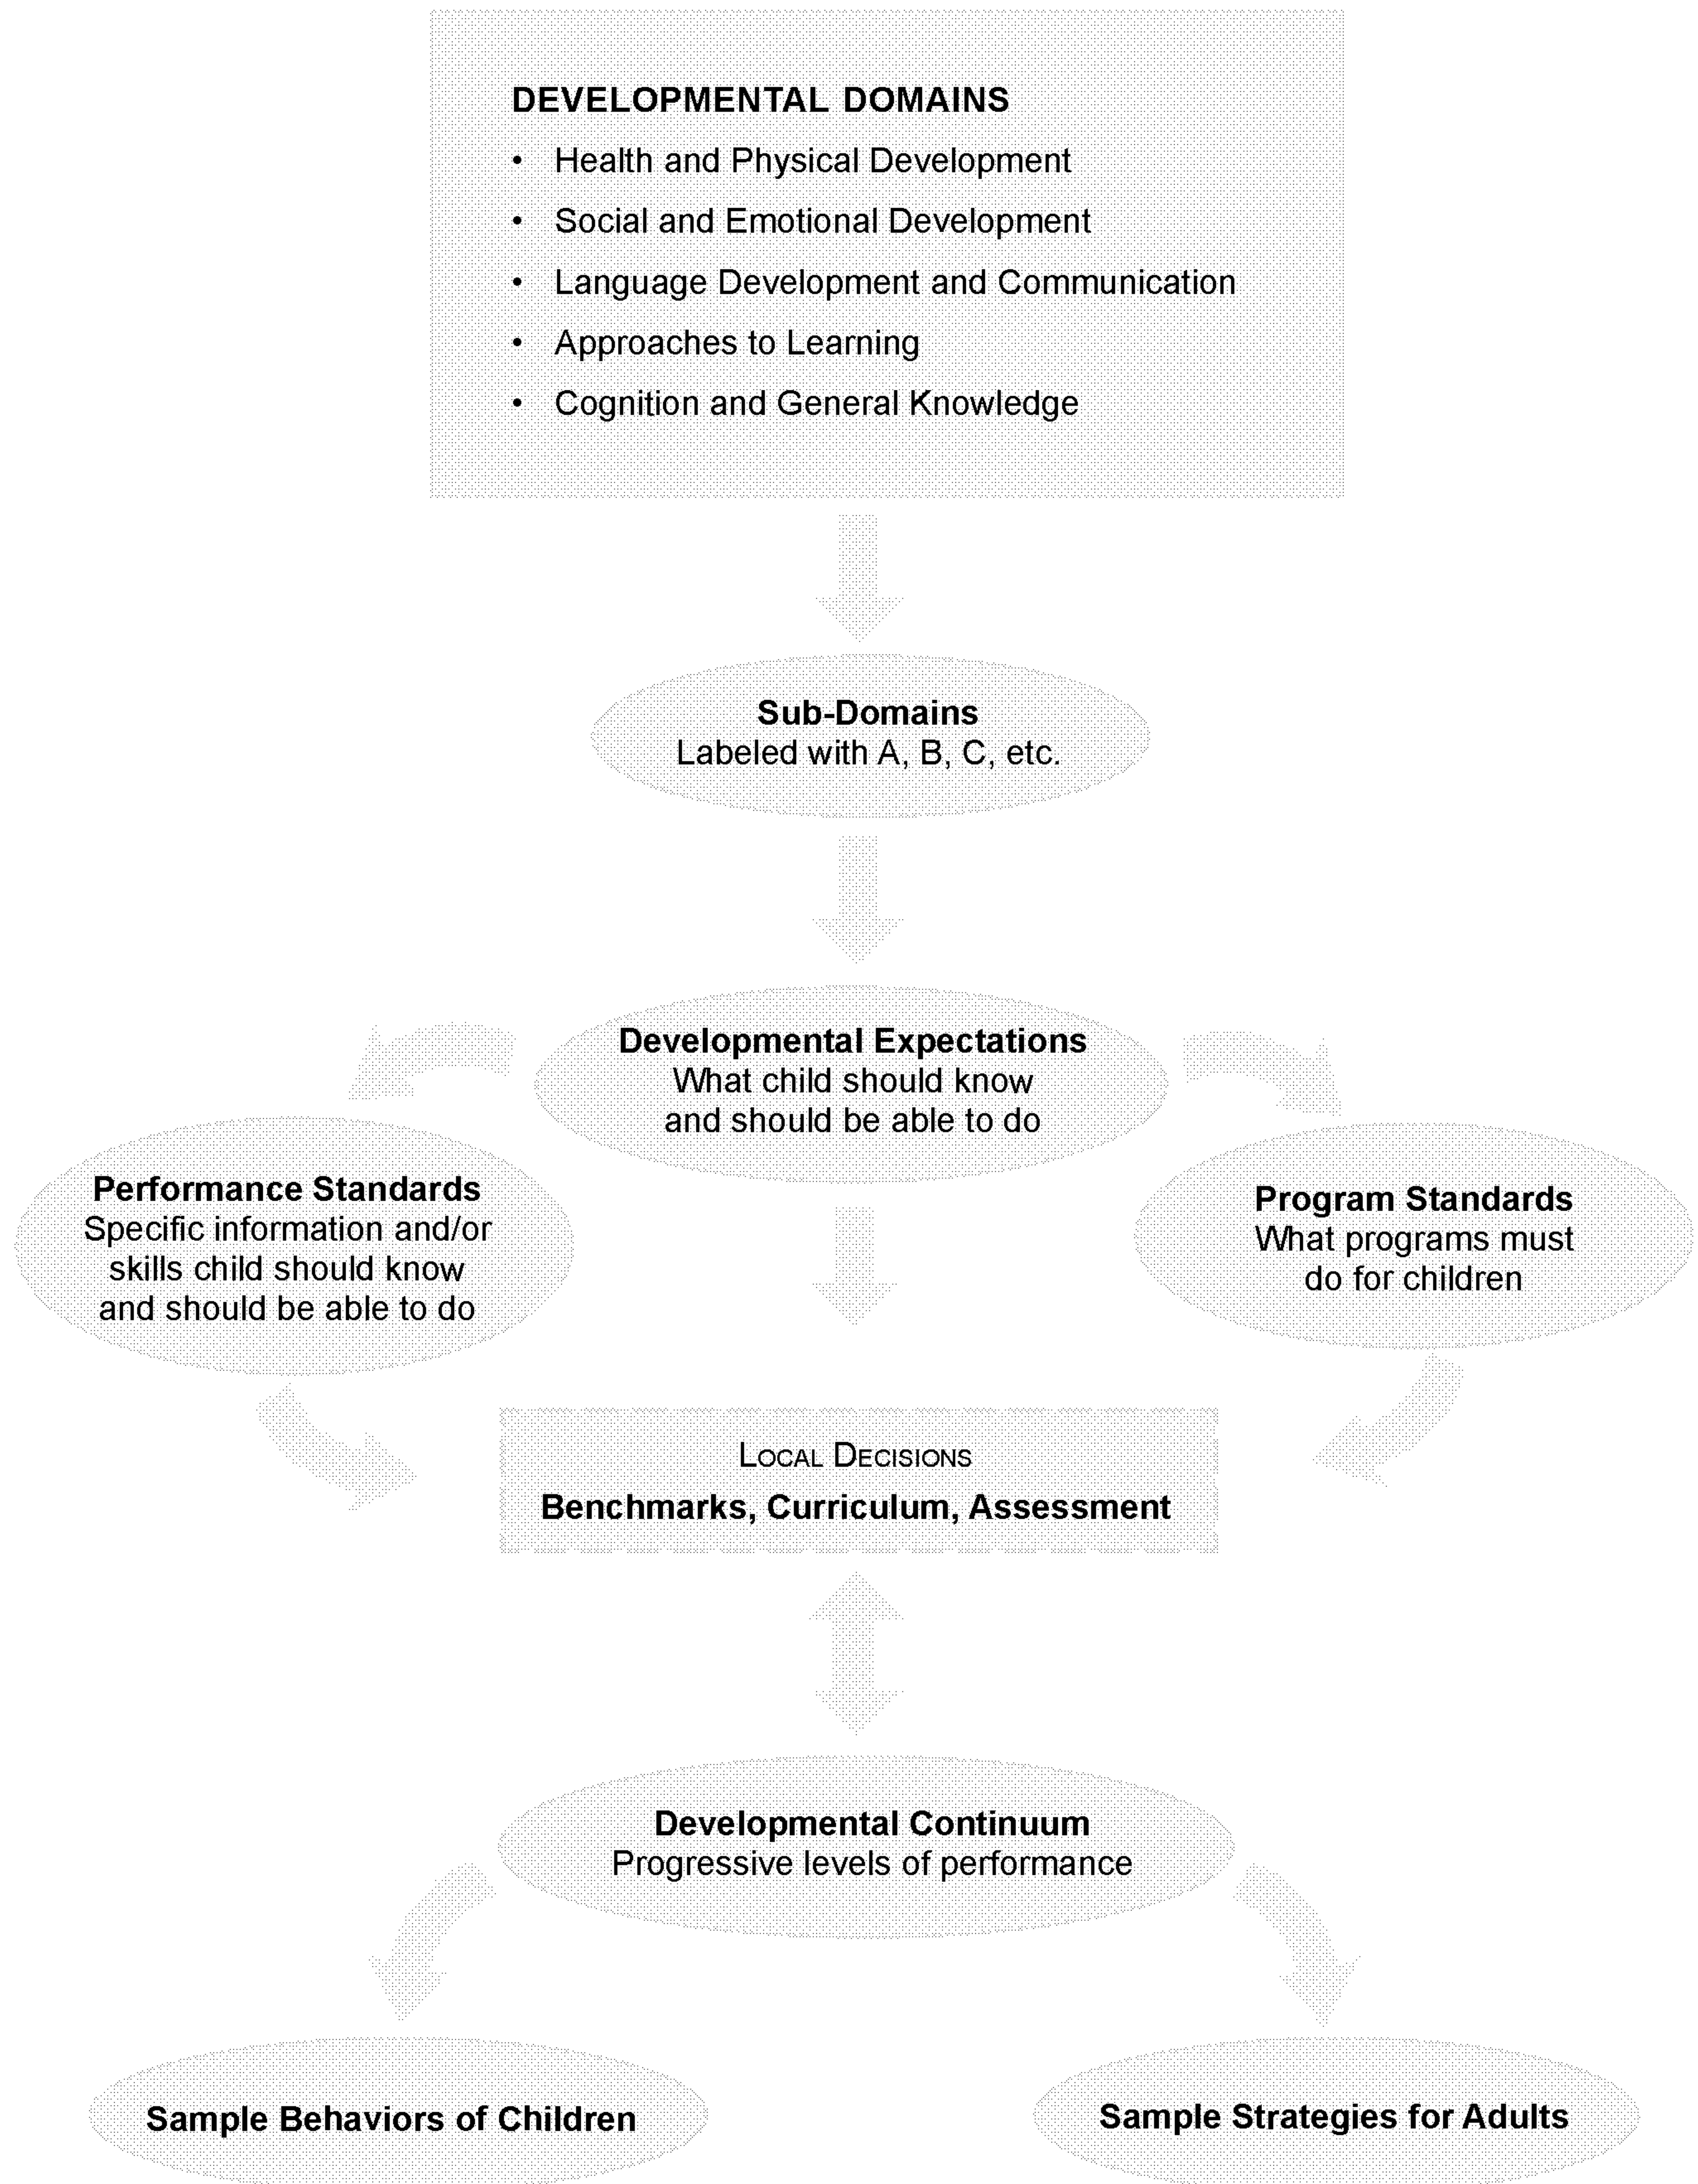 DEVELOPMENTAL DOMAINS
• Health and Physical Development
• Social and Emotional Development
• Language Development and Communication
• Approaches to Learning
• Cognition and General Knowledge
Sub-Domains
Labeled with A, B, C, etc.
Developmental Expectations
What child should know
and should be able to do
Performance Standards
Specific information and/or
skills child should know
and should be able to do
Program Standards
What programs must
do for children
LOCAL DECISIONS
Benchmarks, Curriculum, Assessment
Developmental Continuum
Progressive levels of performance
Sample Behaviors of Children
Sample Strategies for Adults